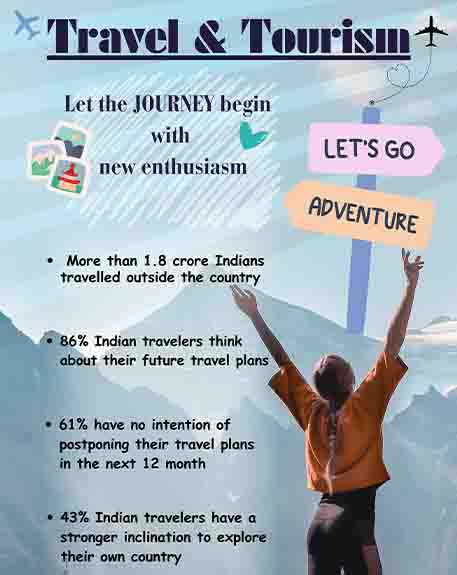 Travel & Tourism
Let the JOURNEY begin
with
new enthusiasm
LET'S GO
ADVENTURE
• More than 1.8 crore Indians
travelled outside the country
• 86% Indian travelers think
about their future travel plans
• 61% have no intention of
postponing their travel plans
in the next 12 month
• 43% Indian travelers have a
stronger inclination to explore
their own country